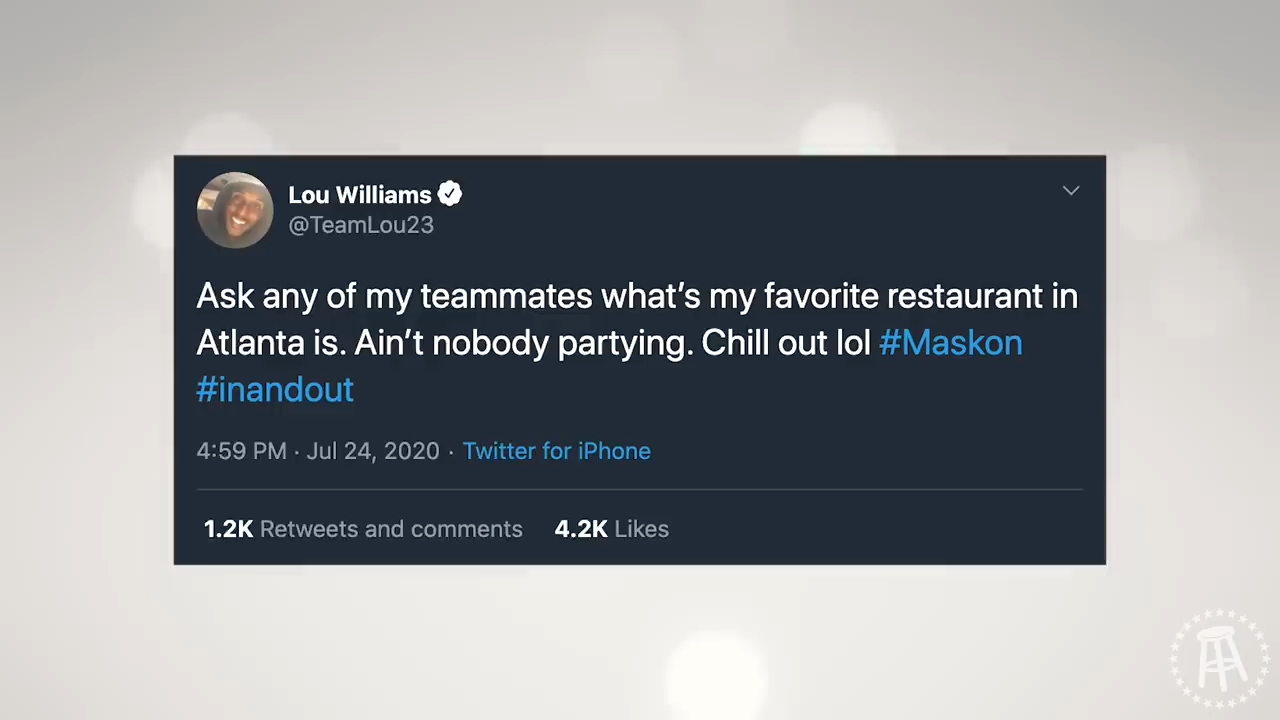 Lou Williams
@TeamLou23
Ask any of my teammates what's my favorite restaurant in
Atlanta is. Ain't nobody partying. Chill out lol #Maskon
#inandout
4:59 PM · Jul 24, 2020 · Twitter for iPhone
1.2K Retweets and comments 4.2K Likes